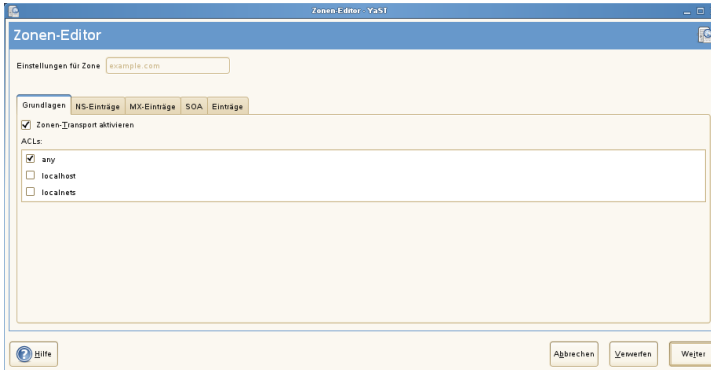 Zonen-Editor - YaST
Zonen-Editor
Einstellungen für Zone example.com
Grundlagen NS-Einträge MX-Einträge SOA Einträge
Zonen-Transport aktivieren
ACLs:
any
localhost
localnets
Hilfe Abbrechen Verwerfen Weiter